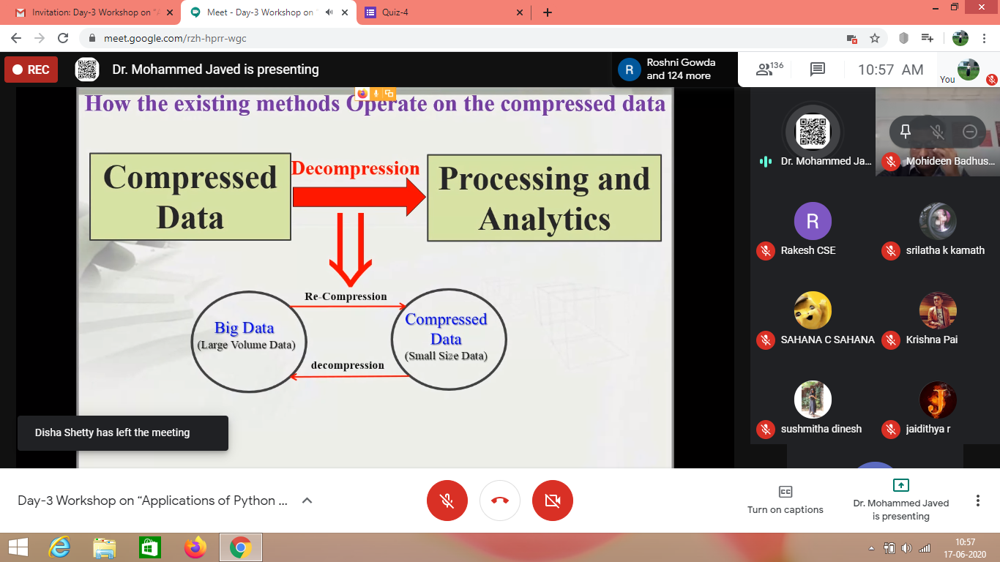 Invitation: Day-3 Workshop on "A
Meet - Day-3 Workshop on "
Quiz-4
meet.google.com/rzh-hprr-wgc
REC
Dr. Mohammed Javed is presenting
R
Roshni Gowda
and 124 more
136
10:57 AM
You
How the existing methods Operate on the compressed data
Compressed
Data
Decompression
Processing and
Analytics
Re-Compression
Big Data
(Large Volume Data)
Compressed
Data
(Small Size Data)
decompression
Dr. Mohammed Ja...
Mohideen Badhus...
R
Rakesh CSE
srilatha k kamath
SAHANA C SAHANA
Krishna Pai
sushmitha dinesh
J
jaidithya r
Disha Shetty has left the meeting
Day-3 Workshop on “Applications of Python ...
CC
Turn on captions
Dr. Mohammed Javed
is presenting
10:57
17-06-2020